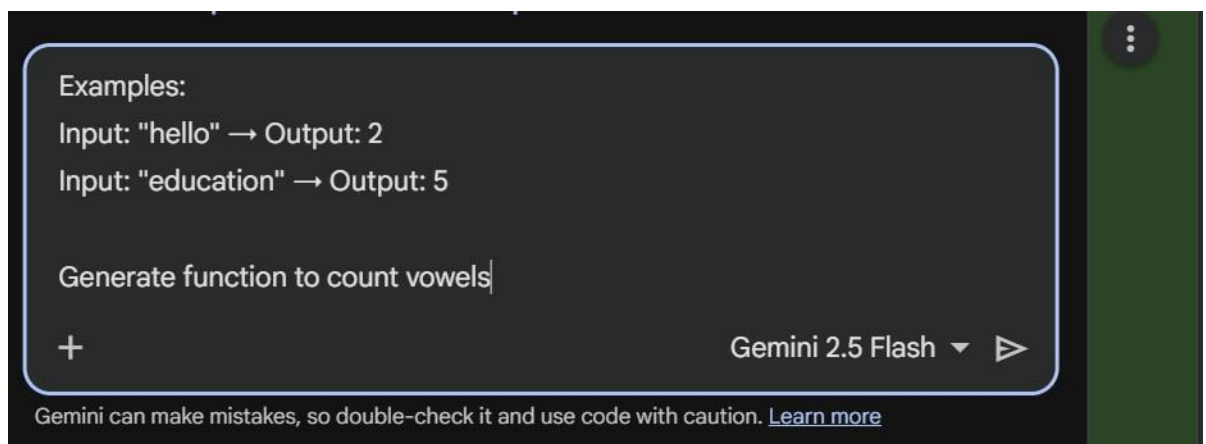 Examples:
Input: "hello" → Output: 2
Input: "education" → Output: 5
Generate function to count vowels
Gemini 2.5 Flash
Gemini can make mistakes, so double-check it and use code with caution. Learn more